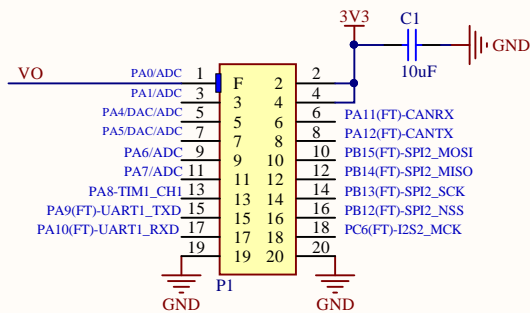 3V3
C1
GND
10uF
VO
PA0/ADC 1 F 2 2
PA1/ADC 3 3 4 4
PA4/DAC/ADC 5 5 6 6 PA11(FT)-CANRX
PA5/DAC/ADC 7 7 8 8 PA12(FT)-CANTX
PA6/ADC 9 9 10 10 PB15(FT)-SPI2_MOSI
PA7/ADC 11 11 12 12 PB14(FT)-SPI2_MISO
PA8-TIM1_CH1 13 13 14 14 PB13(FT)-SPI2_SCK
PA9(FT)-UART1_TXD 15 15 16 16 PB12(FT)-SPI2_NSS
PA10(FT)-UART1_RXD 17 17 18 18 PC6(FT)-I2S2_MCK
19 19 20 20
P1
GND
GND